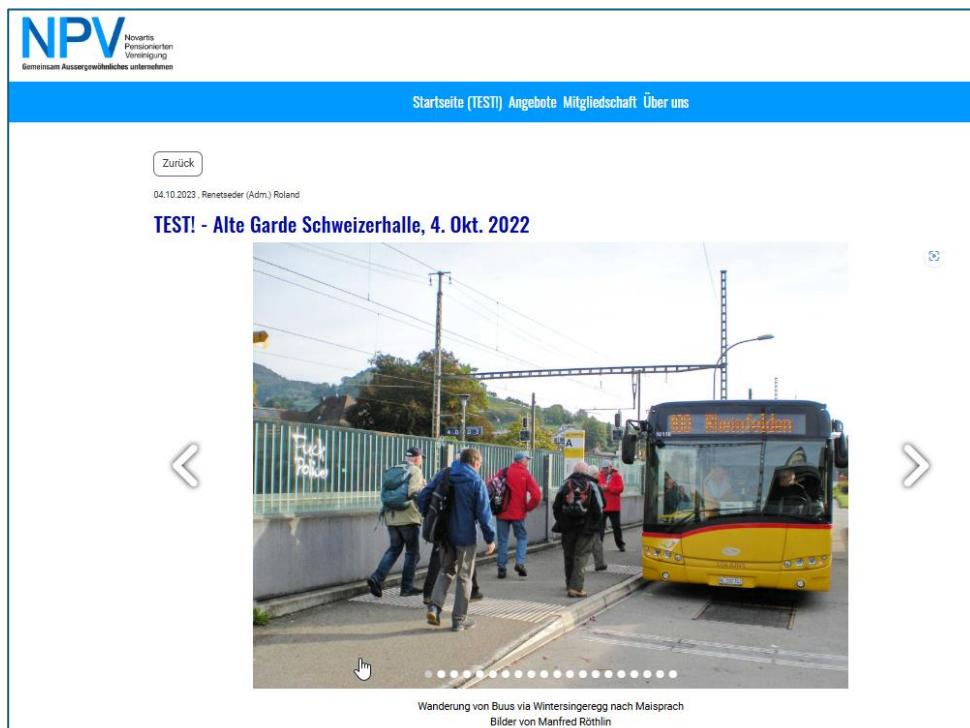 NPV
Novartis
Pensionierten
Vereinigung
Gemeinsam Aussergewöhnliches unternehmen
Startseite (TEST!) Angebote Mitgliedschaft Über uns
Zurück
04.10.2023 , Renetseder (Adm.) Roland
TEST! - Alte Garde Schweizerhalle, 4. Okt. 2022
Rheinfelden
Fuck
A
SOLARIS
Wanderung von Buus via Wintersingeregg nach Maisprach
Bilder von Manfred Röthlin